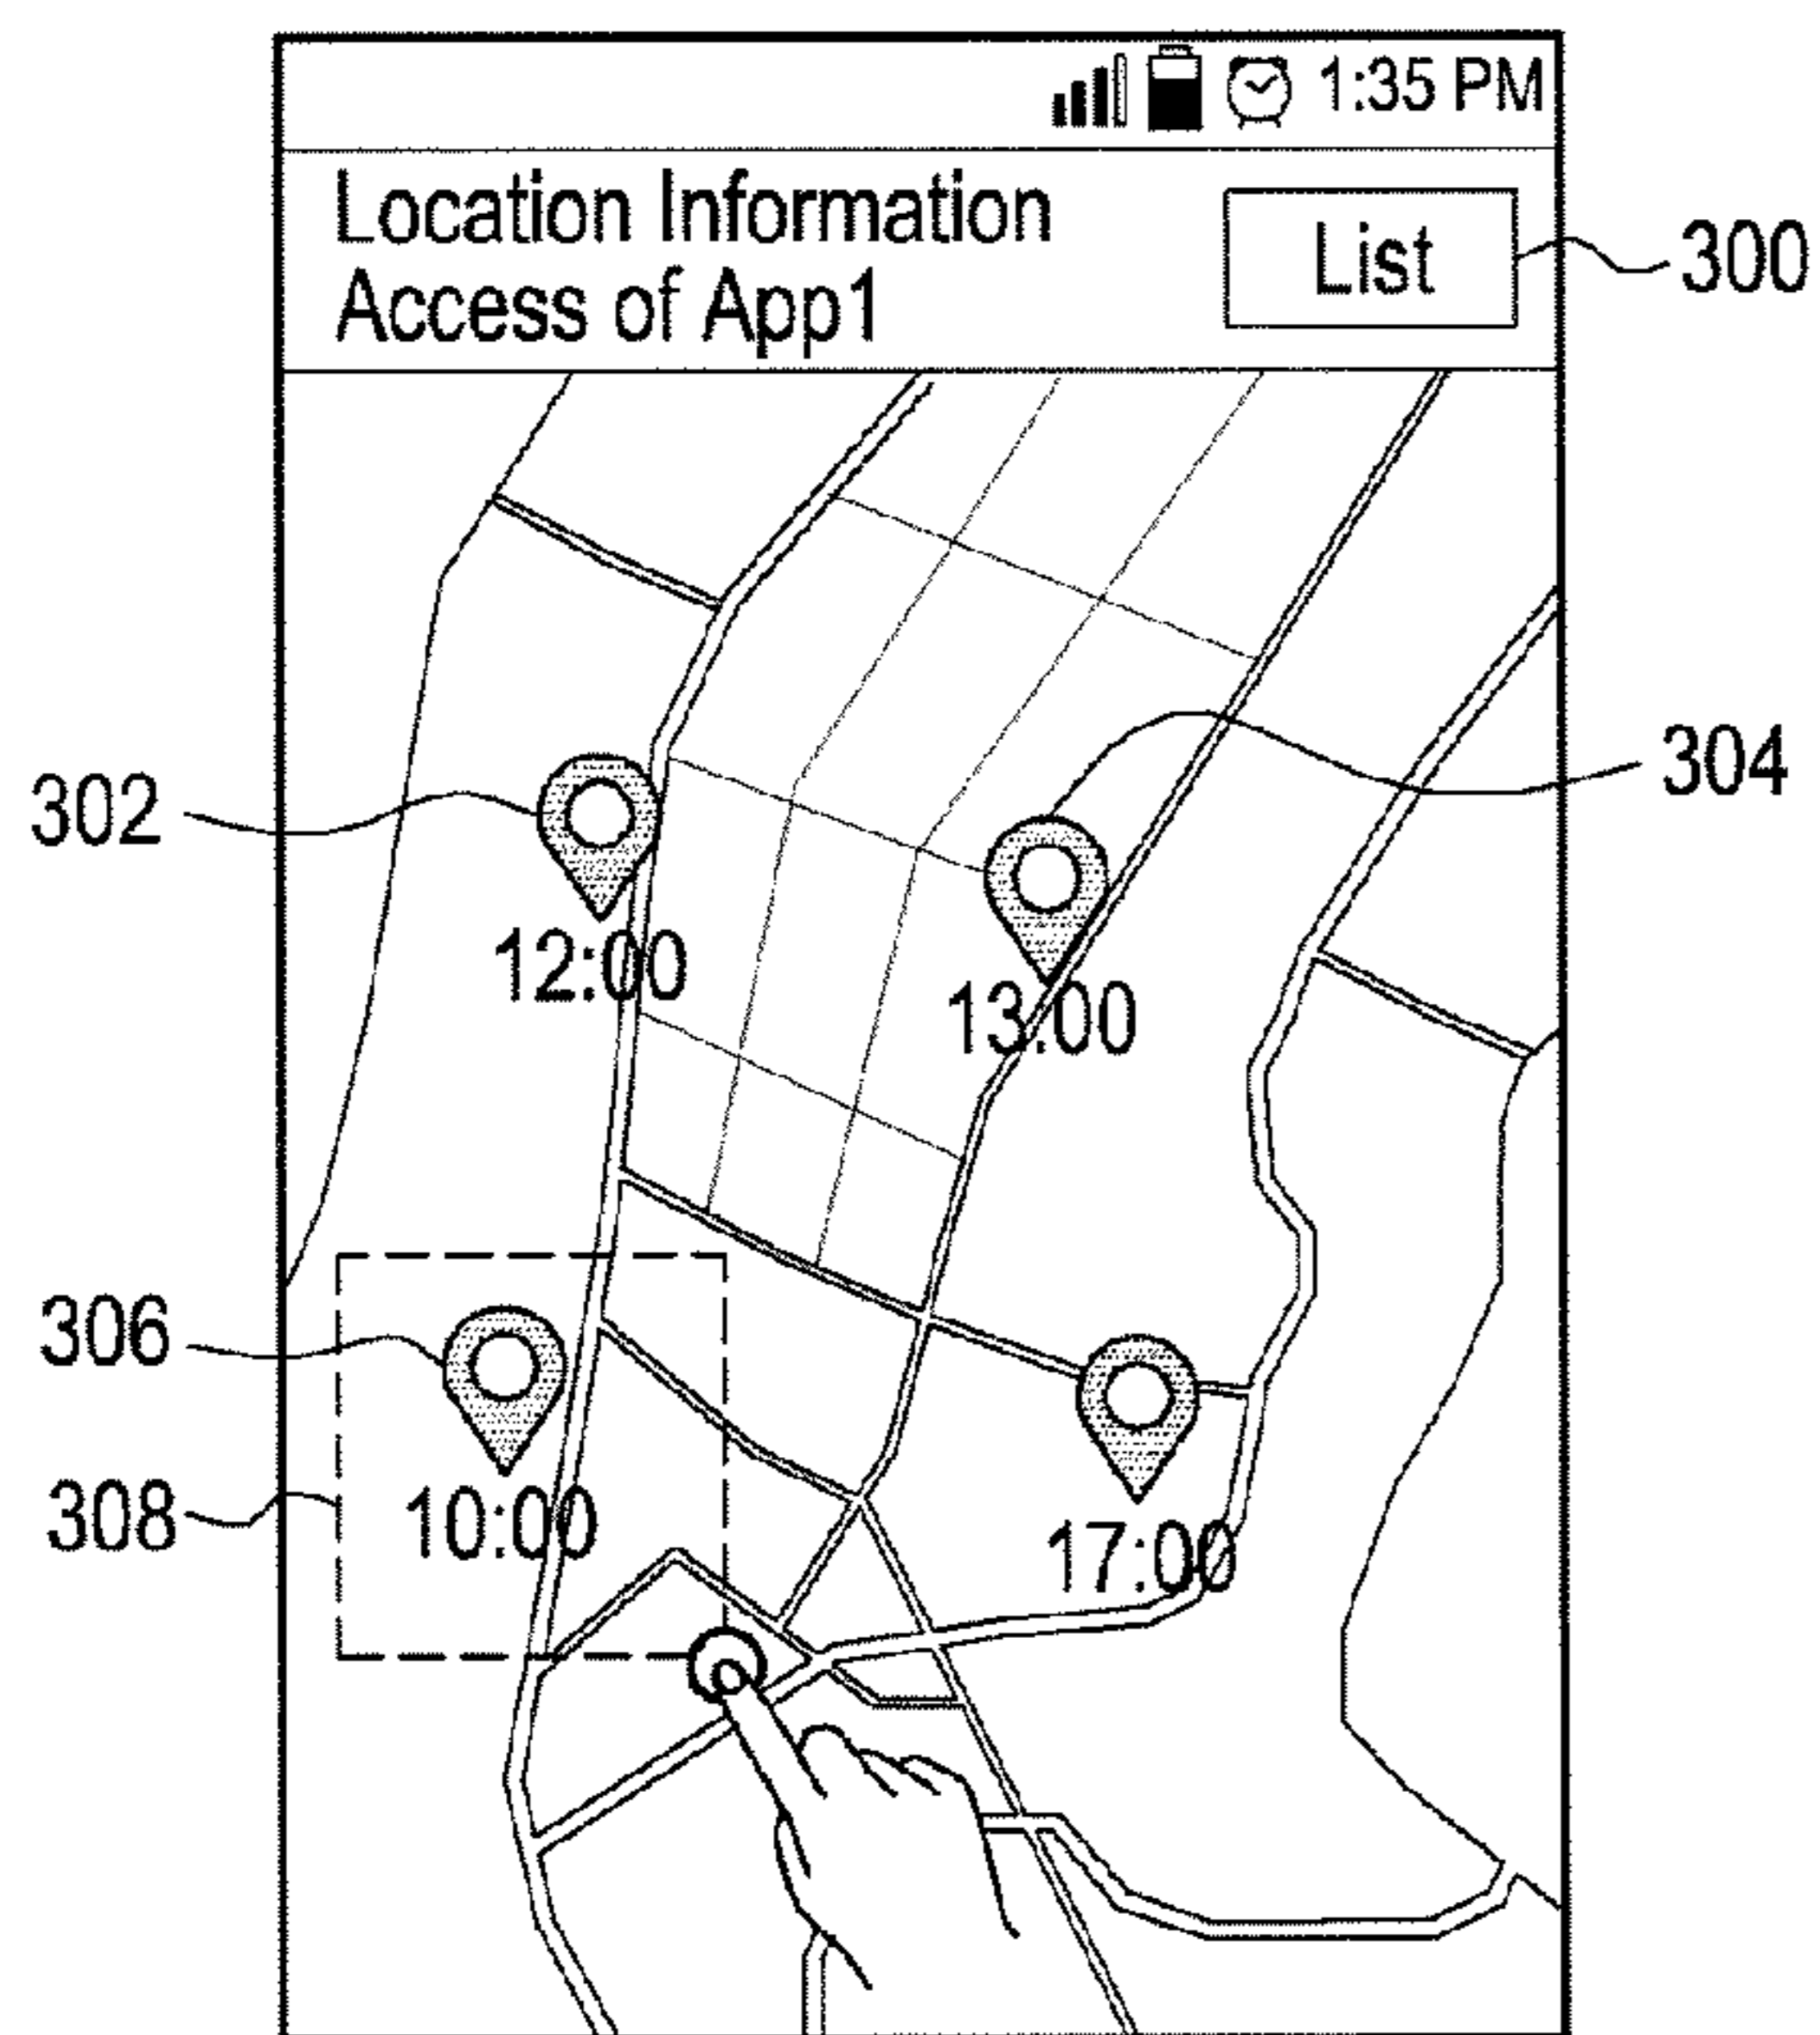 1:35 PM
Location Information
Access of App1
List
300
304
302
12:00
13:00
306
308
10:00
17:00